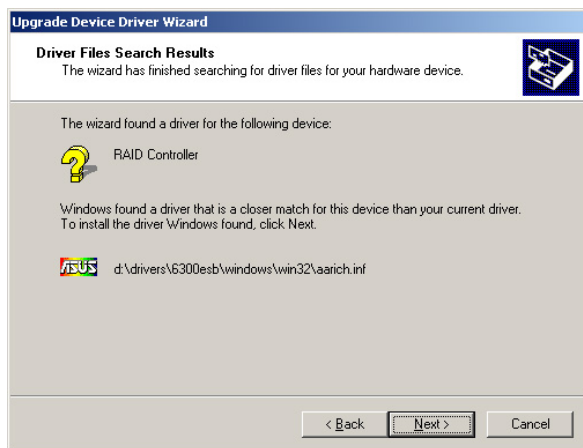 Upgrade Device Driver Wizard
Driver Files Search Results
The wizard has finished searching for driver files for your hardware device.
The wizard found a driver for the following device:
RAID Controller
Windows found a driver that is a closer match for this device than your current driver.
To install the driver Windows found, click Next.
ASUS d:\drivers\6300esb\windows\win32\aarich.inf
< Back Next > Cancel